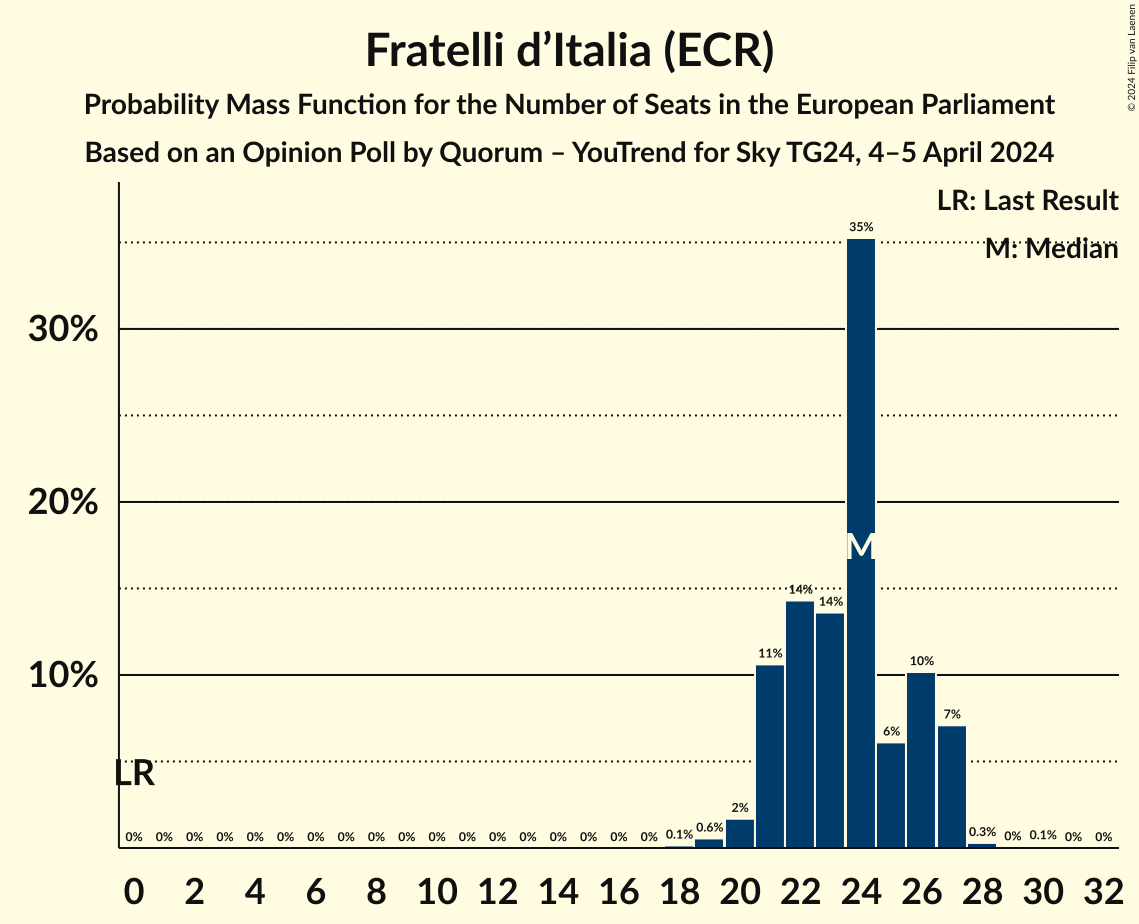 Fratelli d’Italia (ECR)
Probability Mass Function for the Number of Seats in the European Parliament
Based on an Opinion Poll by Quorum – YouTrend for Sky TG24, 4–5 April 2024
© 2024 Filip van Laenen
LR: Last Result
M: Median
30%
20%
10%
LR
M
0% 0% 0% 0% 0% 0% 0% 0% 0% 0% 0% 0% 0% 0% 0% 0% 0% 0% 0.1% 0.6% 2% 11% 14% 14% 35% 6% 10% 7% 0.3% 0% 0.1% 0% 0%
0 2 4 6 8 10 12 14 16 18 20 22 24 26 28 30 32